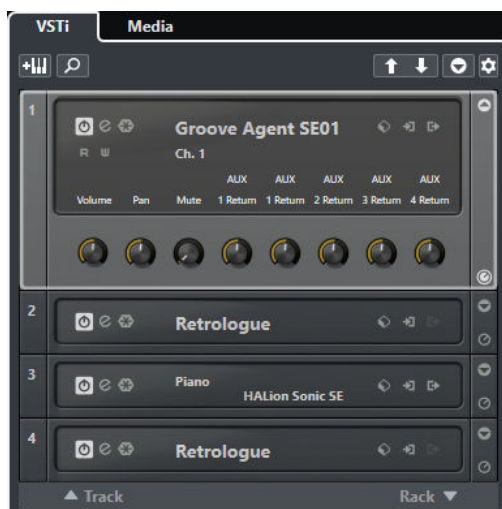 VSTi Media
1
Groove Agent SE01
R W
Ch. 1
AUX AUX AUX AUX
Volume Pan Mute 1 Return 1 Return 2 Return 3 Return 4 Return
2
Retrologue
3
Piano
HALion Sonic SE
4
Retrologue
Track Rack